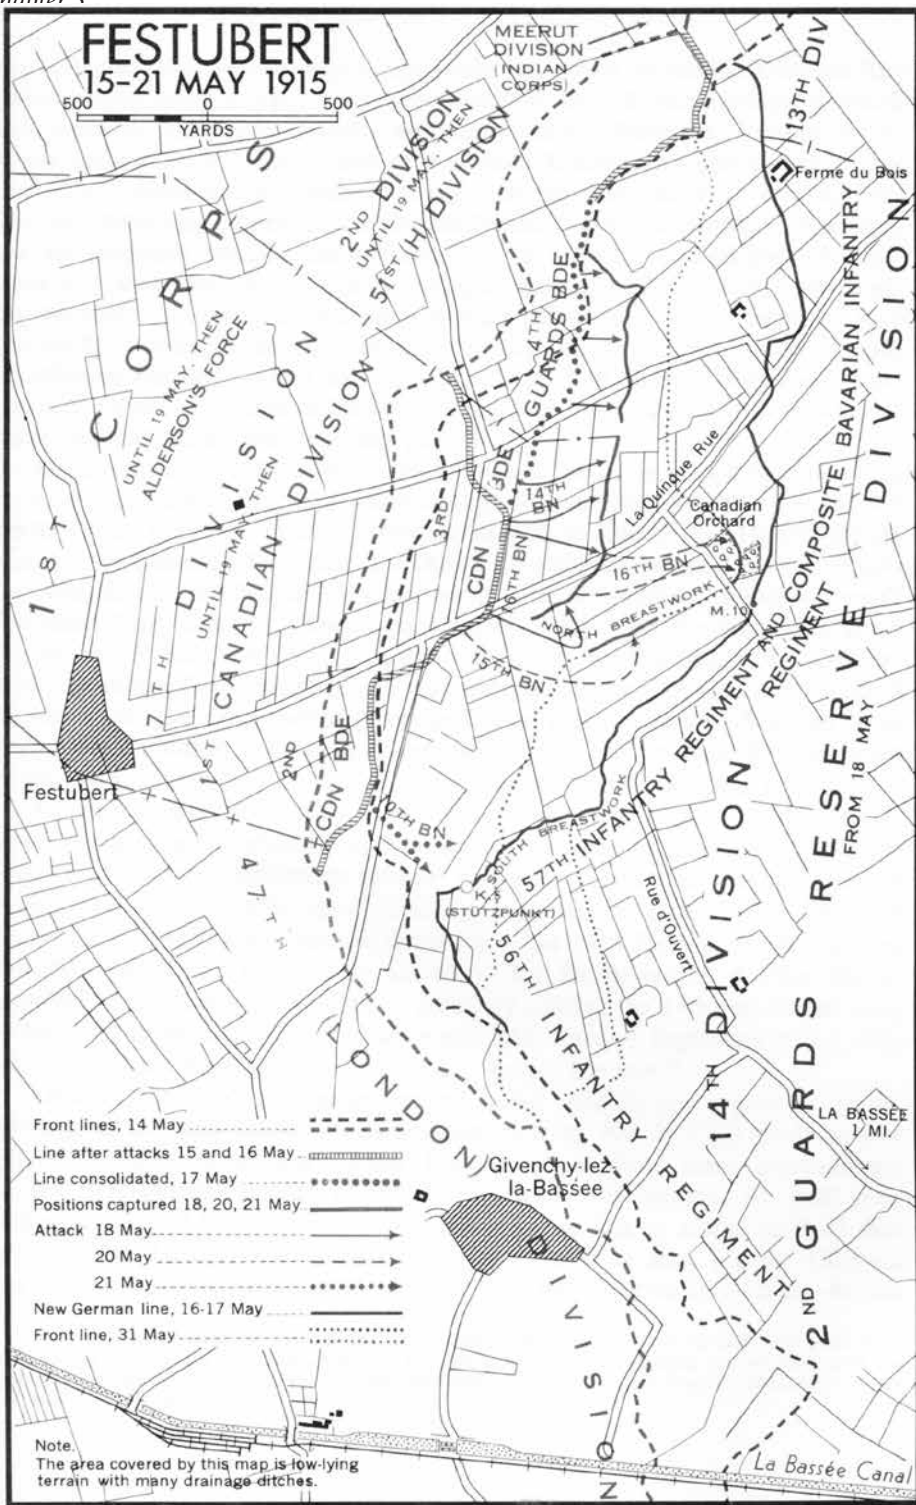 FESTUBERT
15–21 MAY 1915
500 0 500
YARDS
MEERUT
DIVISION
(INDIAN
CORPS)
13TH DIV
Ferme du Bois
1ST CORPS
2ND DIVISION
UNTIL 19 MAY. THEN
51ST (H) DIVISION
UNTIL 19 MAY. THEN
ALDERSON'S FORCE
7TH DIVISION
UNTIL 19 MAY. THEN
1ST CANADIAN DIVISION
4TH GUARDS BDE
3RD CDN BDE
14TH
BN
16TH BN
La Quinque Rue
Canadian
Orchard
16TH BN
NORTH BREASTWORK
M.10
15TH BN
2ND CDN BDE
10TH BN
Festubert
47TH (LONDON) DIVISION
SOUTH BREASTWORK
K.5
(STÜTZPUNKT)
57TH INFANTRY REGIMENT AND COMPOSITE BAVARIAN INFANTRY
REGIMENT
56TH INFANTRY REGIMENT
Rue d'Ouvert
14TH DIVISION
2ND GUARDS RESERVE DIVISION
FROM 18 MAY
LA BASSÉE
1 MI.
Givenchy-lez-
la-Bassée
Front lines, 14 May
Line after attacks 15 and 16 May
Line consolidated, 17 May
Positions captured 18, 20, 21 May
Attack 18 May
20 May
21 May
New German line, 16-17 May
Front line, 31 May
Note.
The area covered by this map is low-lying
terrain with many drainage ditches.
La Bassée Canal